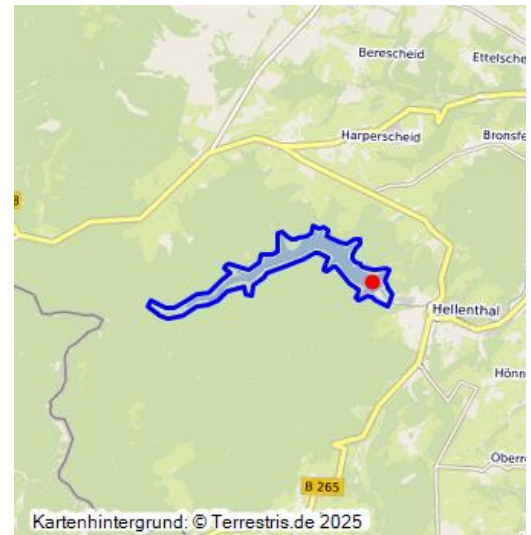 Berescheid
Ettelsche
Harperscheid
Bronsfe
8
Hellenthal
Hönn
Oberr
B 265
Kartenhintergrund: © Terrestris.de 2025